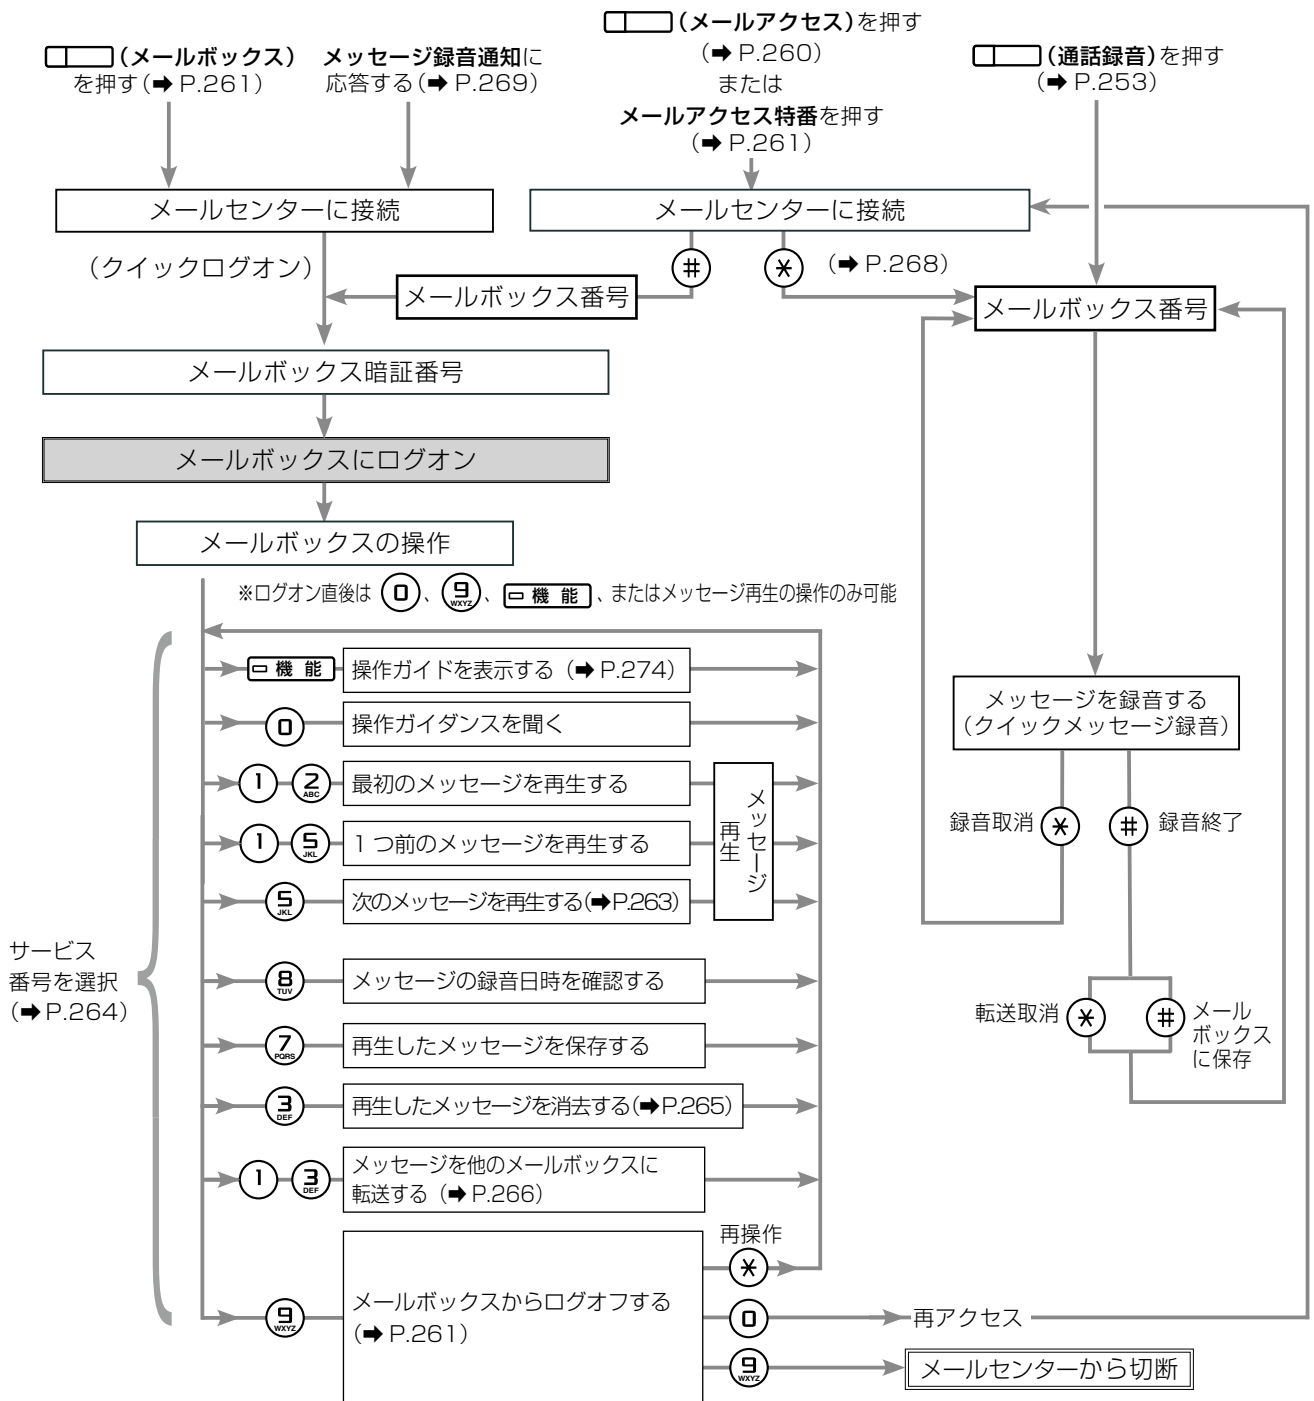 (メールボックス)
を押す(➡ P.261)
メッセージ録音通知に
応答する(➡ P.269)
(メールアクセス)を押す
(➡ P.260)
または
メールアクセス特番を押す
(➡ P.261)
(通話録音)を押す
(➡ P.253)
メールセンターに接続
メールセンターに接続
(クイックログオン)
# 
* 
(➡ P.268)
メールボックス番号
メールボックス番号
メールボックス暗証番号
メールボックスにログオン
メールボックスの操作
※ログオン直後は 0、9 WXYZ、機 能、またはメッセージ再生の操作のみ可能
サービス
番号を選択
(➡ P.264)
機 能 操作ガイドを表示する(➡ P.274)
0 操作ガイダンスを聞く
1 2 ABC 最初のメッセージを再生する
1 5 JKL 1つ前のメッセージを再生する
5 JKL 次のメッセージを再生する(➡P.263)
メッセージ
再生
8 TUV メッセージの録音日時を確認する
7 PQRS 再生したメッセージを保存する
3 DEF 再生したメッセージを消去する(➡P.265)
1 3 DEF メッセージを他のメールボックスに
転送する(➡ P.266)
9 WXYZ メールボックスからログオフする
(➡ P.261)
再操作
*
0 再アクセス
9 WXYZ メールセンターから切断
メッセージを録音する
(クイックメッセージ録音)
録音取消 * # 録音終了
転送取消 * # メール
ボックス
に保存